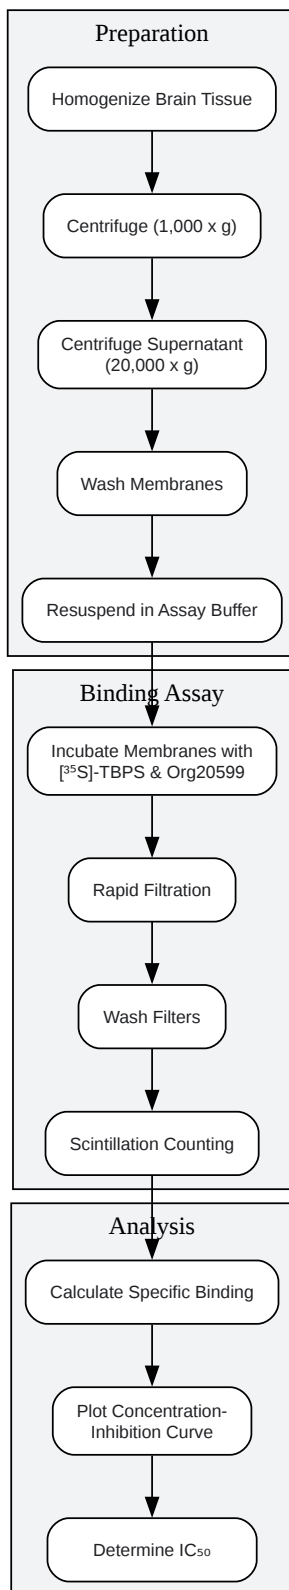 Preparation
Homogenize Brain Tissue
Centrifuge (1,000 x g)
Centrifuge Supernatant
(20,000 x g)
Wash Membranes
Resuspend in Assay Buffer
Binding Assay
Incubate Membranes with
[³⁵S]-TBPS & Org20599
Rapid Filtration
Wash Filters
Scintillation Counting
Analysis
Calculate Specific Binding
Plot Concentration-
Inhibition Curve
Determine IC₅₀